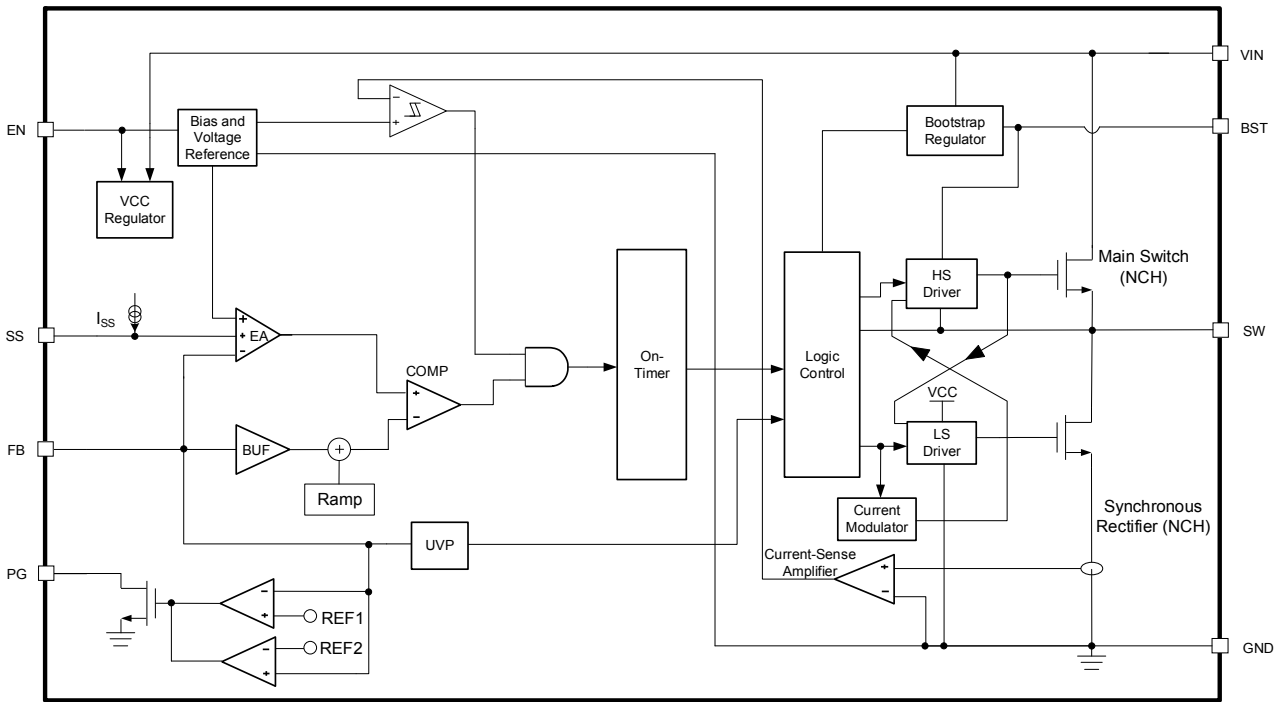 VIN
EN
Bias and
Voltage
Reference
−
+
Bootstrap
Regulator
BST
VCC
Regulator
Main Switch
(NCH)
HS
Driver
ISS
SS
+
+
−
EA
SW
On-
Timer
Logic
Control
COMP
+
−
VCC
LS
Driver
FB
BUF
+
Ramp
Current
Modulator
Synchronous
Rectifier (NCH)
UVP
Current-Sense
Amplifier
+
−
PG
−
+
REF1
−
+
REF2
GND